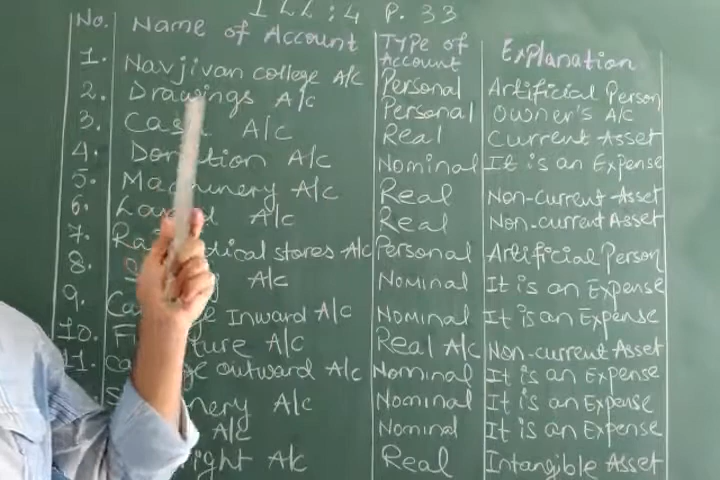 ILL:4 P. 33
No. Name of Account Type of Account Explanation
1. Navjivan college A/c Personal Artificial Person
2. Drawings A/c Personal Owner's A/c
3. Cash A/c Real Current Asset
4. Donation A/c Nominal It is an Expense
5. Machinery A/c Real Non-current Asset
6. A/c Real Non-current Asset
7. stores A/c Personal Artificial Person
8. A/c Nominal It is an Expense
9. Inward A/c Nominal It is an Expense
10. A/c Real A/c Non-current Asset
11. outward A/c Nominal It is an Expense
A/c Nominal It is an Expense
A/c Nominal It is an Expense
A/c Real Intangible Asset